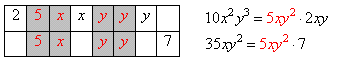 2 5 x x y y y
5 x y y 7
10x²y³ = 5xy² · 2xy
35xy² = 5xy² · 7